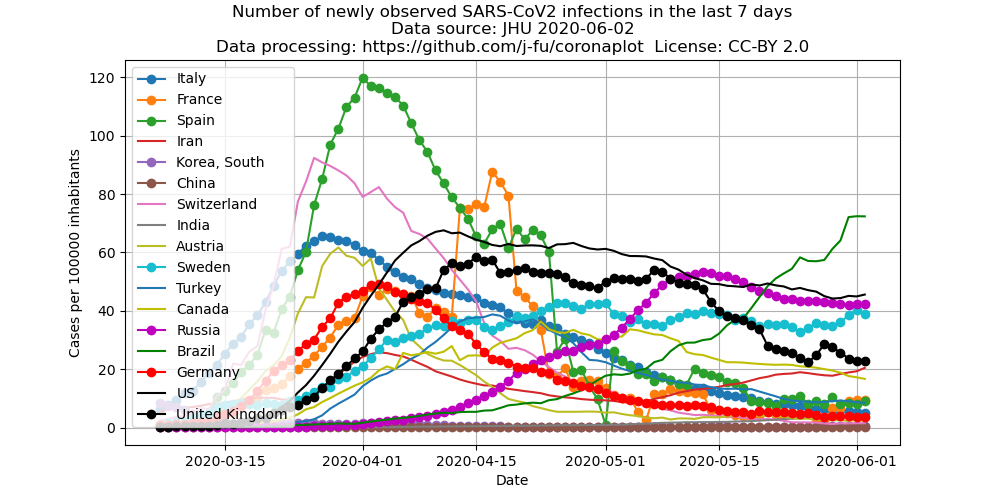 Number of newly observed SARS-CoV2 infections in the last 7 days
Data source: JHU 2020-06-02
Data processing: https://github.com/j-fu/coronaplot License: CC-BY 2.0
120
100
80
60
40
20
0
Cases per 100000 inhabitants
Italy
France
Spain
Iran
Korea, South
China
Switzerland
India
Austria
Sweden
Turkey
Canada
Russia
Brazil
Germany
US
United Kingdom
2020-03-15
2020-04-01
2020-04-15
2020-05-01
2020-05-15
2020-06-01
Date